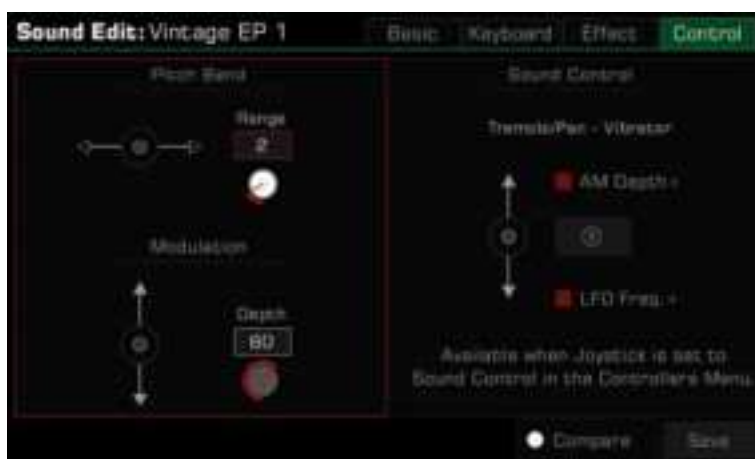 Sound Edit: Vintage EP 1
Basic Keyboard Effect Control
Pitch Bend
Range
2
Modulation
Depth
80
Sound Control
Tremolo/Pan - Vibrator
AM Depth +
LFO Freq. +
Available when Joystick is set to
Sound Control in the Controllers Menu.
Compare Save